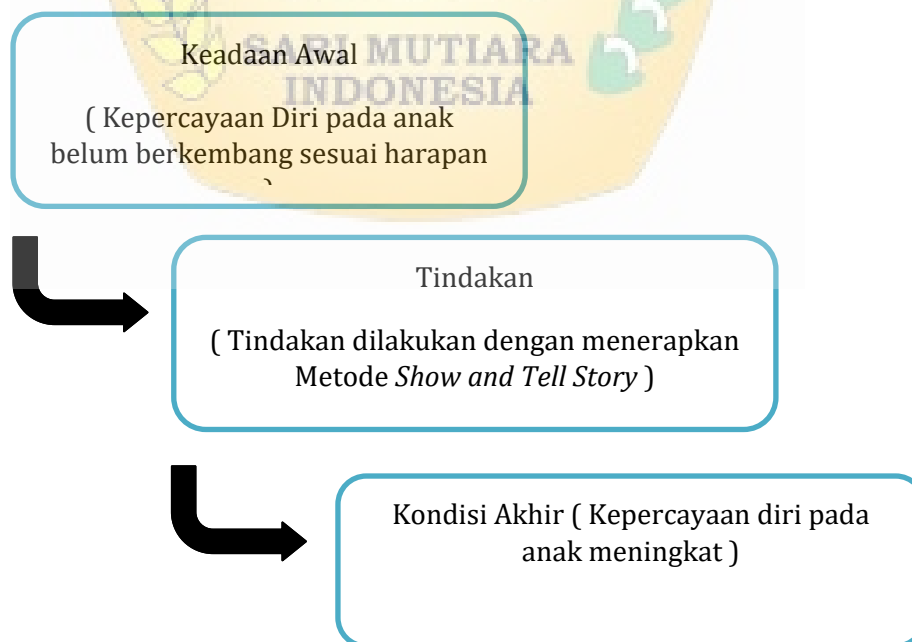 SARI MUTIARA
INDONESIA
Keadaan Awal
( Kepercayaan Diri pada anak
belum berkembang sesuai harapan
)
Tindakan
( Tindakan dilakukan dengan menerapkan
Metode Show and Tell Story )
Kondisi Akhir ( Kepercayaan diri pada
anak meningkat )